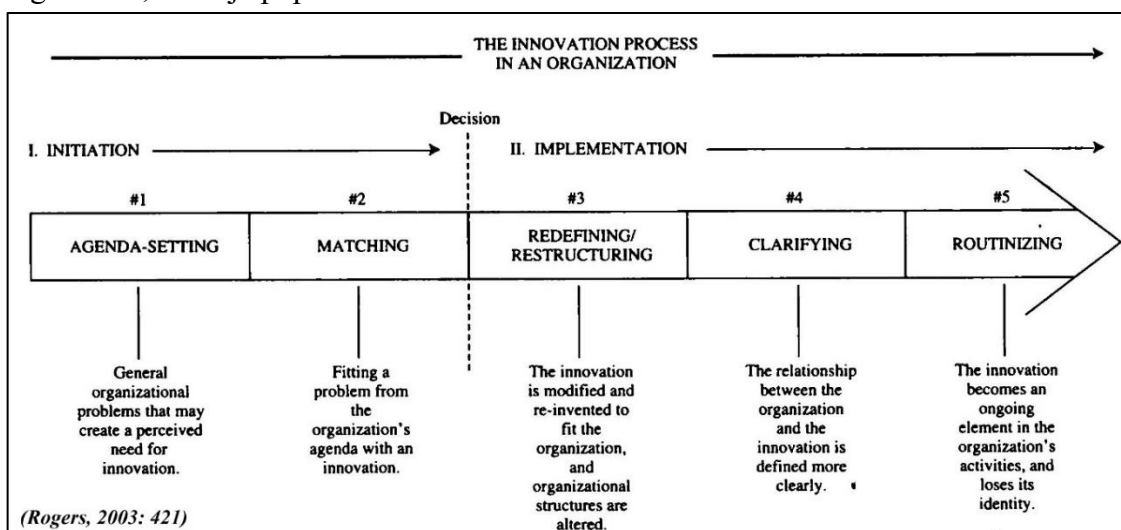 THE INNOVATION PROCESS
IN AN ORGANIZATION
Decision
I. INITIATION
II. IMPLEMENTATION
#1
#2
#3
#4
#5
AGENDA-SETTING
MATCHING
REDEFINING/
RESTRUCTURING
CLARIFYING
ROUTINIZING
General
organizational
problems that may
create a perceived
need for
innovation.
Fitting a
problem from
the
organization's
agenda with an
innovation.
The innovation
is modified and
re-invented to
fit the
organization,
and
organizational
structures are
altered.
The relationship
between the
organization
and the
innovation is
defined more
clearly.
The innovation
becomes an
ongoing
element in the
organization's
activities, and
loses its
identity.
(Rogers, 2003: 421)